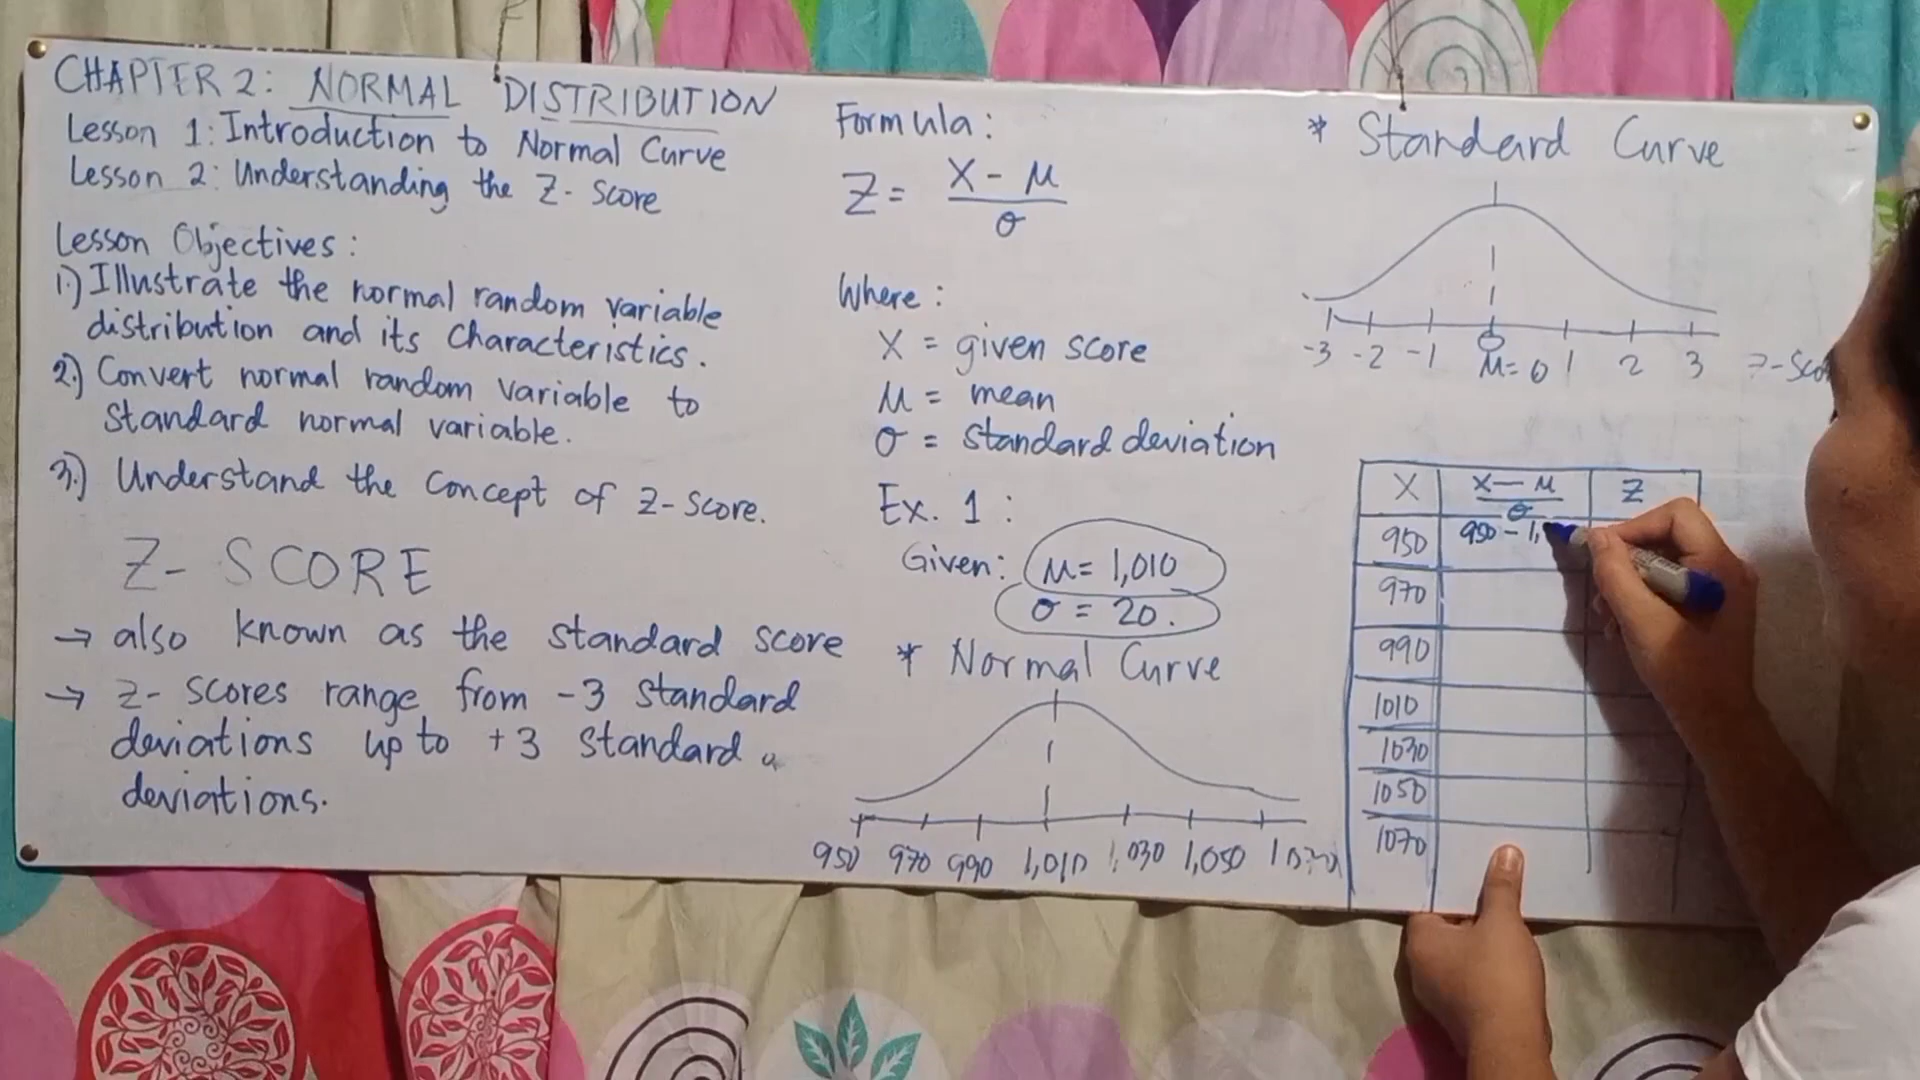 CHAPTER 2: NORMAL DISTRIBUTION
Lesson 1: Introduction to Normal Curve
Lesson 2: Understanding the Z-Score
Lesson Objectives:
1.) Illustrate the normal random variable
distribution and its characteristics.
2.) Convert normal random variable to
standard normal variable.
3.) Understand the concept of z-score.
Z-SCORE
→ also known as the standard score
→ z-scores range from -3 standard
deviations up to +3 standard
deviations.
Formula:
Z = X - μ
σ
Where:
X = given score
μ = mean
σ = standard deviation
Ex. 1:
Given: μ = 1,010
σ = 20.
* Normal Curve
950 970 990 1,010 1,030 1,050
* Standard Curve
-3 -2 -1 μ=0 1 2 3
X X - μ Z
σ
950 950 - 1,
970
990
1010
1030
1050
1070